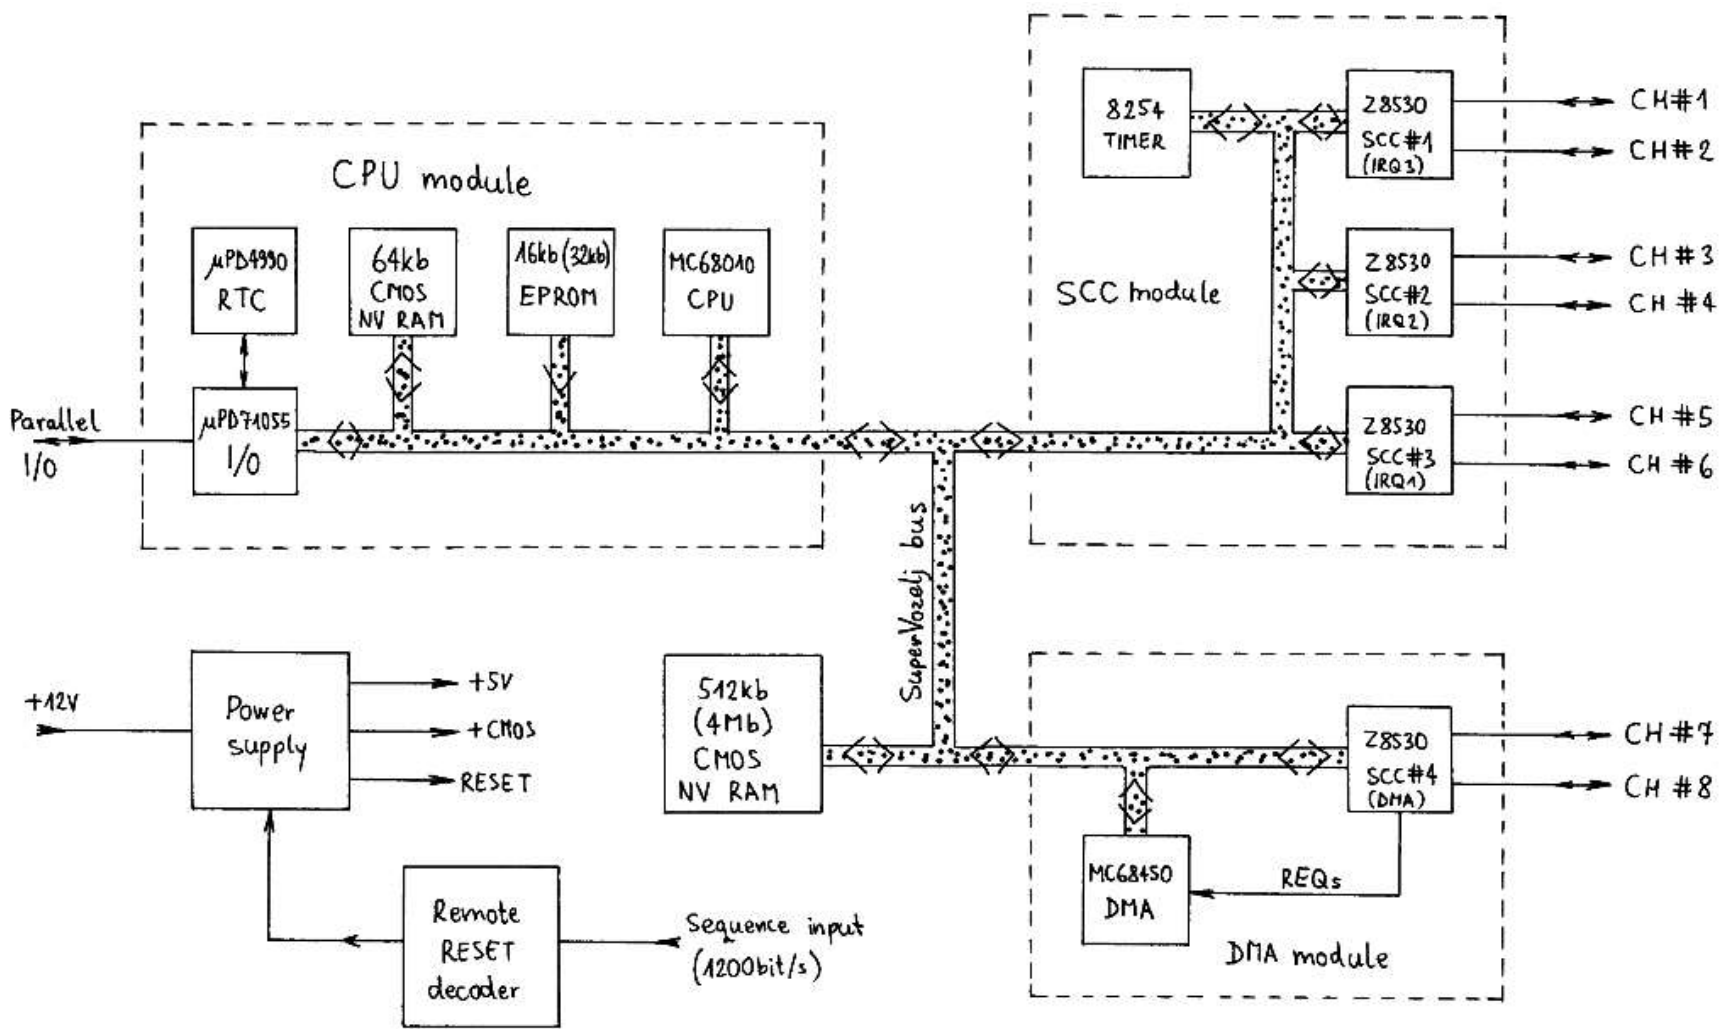 CPU module
µPD4990
RTC
64kb
CMOS
NV RAM
16kb (32kb)
EPROM
MC68010
CPU
Parallel
I/O
µPD71055
I/O
8254
TIMER
SCC module
Z8530
SCC#1
(IRQ3)
CH#1
CH#2
Z8530
SCC#2
(IRQ2)
CH#3
CH#4
Z8530
SCC#3
(IRQ1)
CH#5
CH#6
SuperVozelj bus
+12V
Power
supply
+5V
+CMOS
RESET
Remote
RESET
decoder
Sequence input
(1200bit/s)
512kb
(4Mb)
CMOS
NV RAM
Z8530
SCC#4
(DMA)
CH#7
CH#8
MC68450
DMA
REQs
DMA module